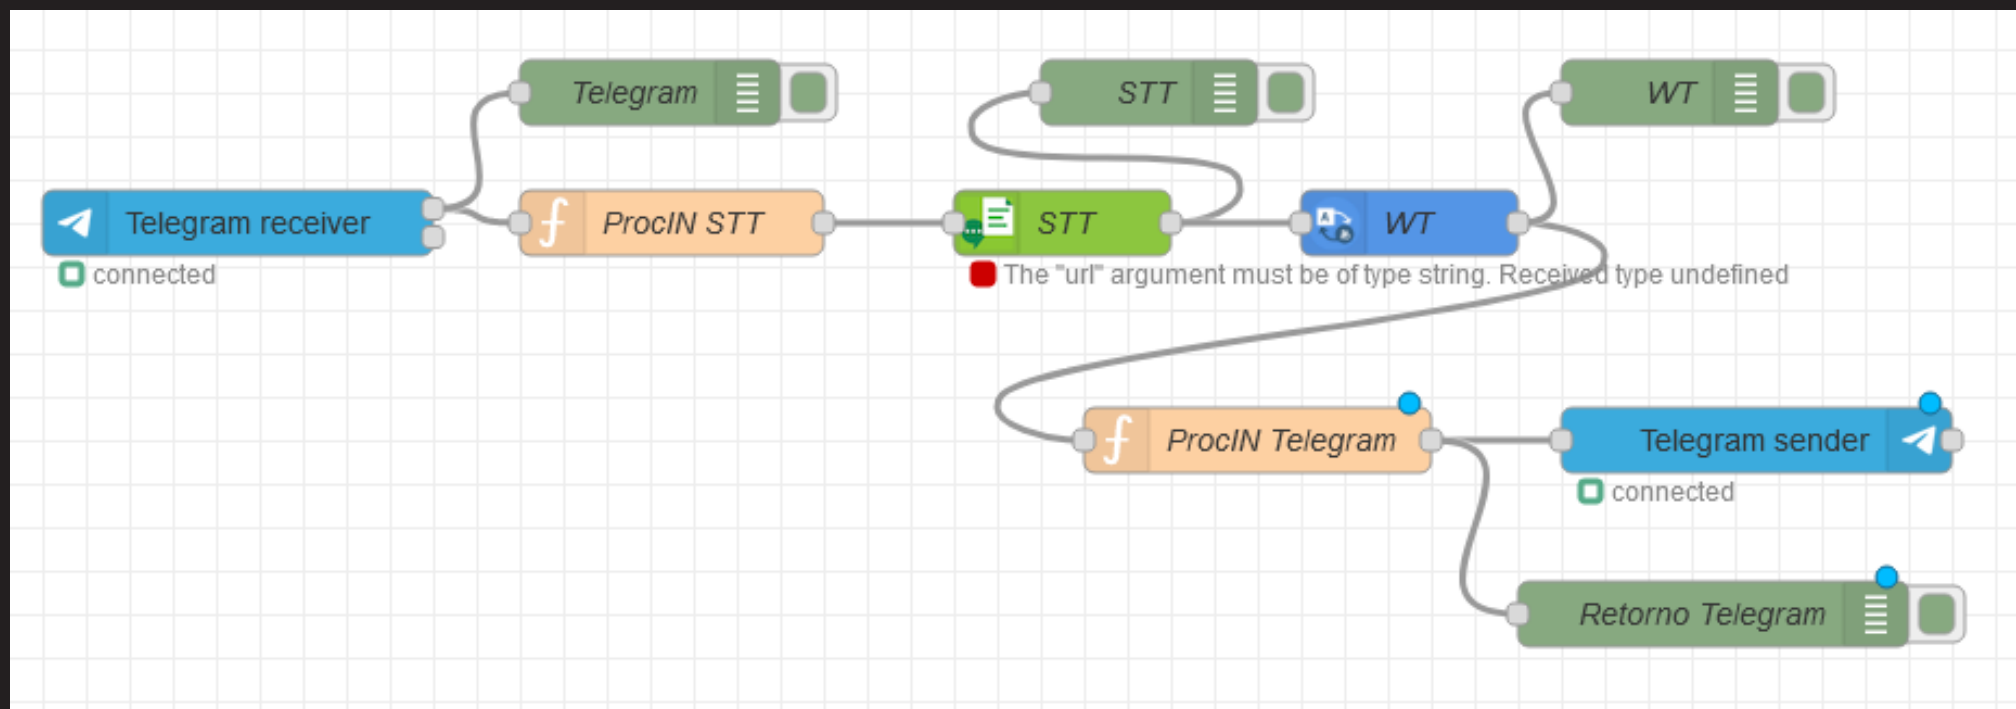 Telegram
STT
WT
Telegram receiver
ProcIN STT
STT
WT
connected
The "url" argument must be of type string. Received type undefined
ProcIN Telegram
Telegram sender
connected
Retorno Telegram